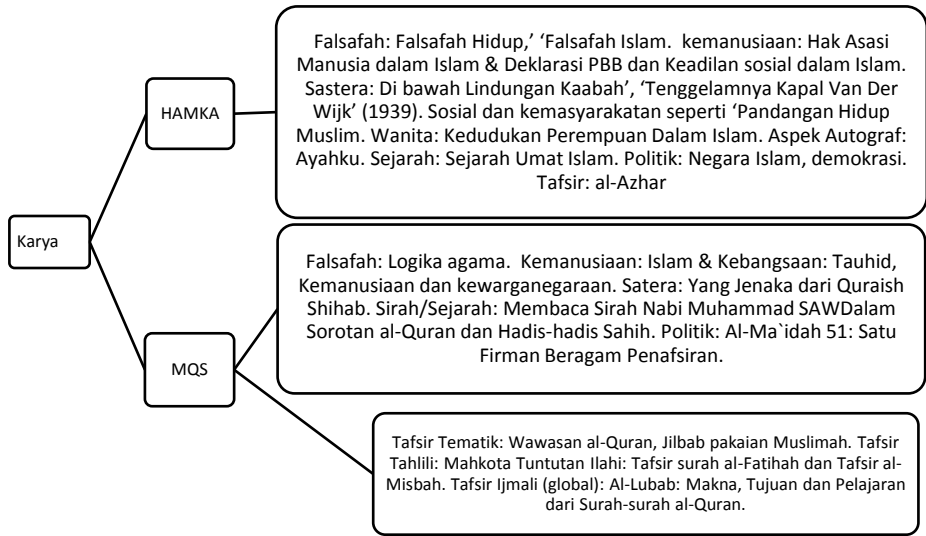 Karya
HAMKA
Falsafah: Falsafah Hidup,’ ‘Falsafah Islam.  kemanusiaan: Hak Asasi
Manusia dalam Islam & Deklarasi PBB dan Keadilan sosial dalam Islam.
Sastera: Di bawah Lindungan Kaabah’, ‘Tenggelamnya Kapal Van Der
Wijk’ (1939). Sosial dan kemasyarakatan seperti ‘Pandangan Hidup
Muslim. Wanita: Kedudukan Perempuan Dalam Islam. Aspek Autograf:
Ayahku. Sejarah: Sejarah Umat Islam. Politik: Negara Islam, demokrasi.
Tafsir: al-Azhar
MQS
Falsafah: Logika agama.  Kemanusiaan: Islam & Kebangsaan: Tauhid,
Kemanusiaan dan kewarganegaraan. Satera: Yang Jenaka dari Quraish
Shihab. Sirah/Sejarah: Membaca Sirah Nabi Muhammad SAWDalam
Sorotan al-Quran dan Hadis-hadis Sahih. Politik: Al-Ma`idah 51: Satu
Firman Beragam Penafsiran.
Tafsir Tematik: Wawasan al-Quran, Jilbab pakaian Muslimah. Tafsir
Tahlili: Mahkota Tuntutan Ilahi: Tafsir surah al-Fatihah dan Tafsir al-
Misbah. Tafsir Ijmali (global): Al-Lubab: Makna, Tujuan dan Pelajaran
dari Surah-surah al-Quran.